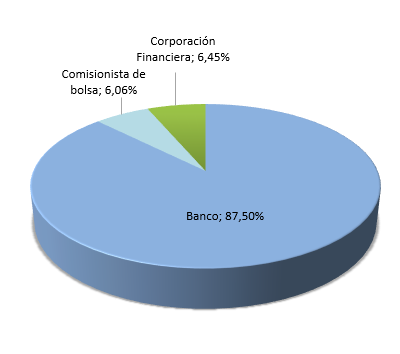 Corporación
Financiera; 6,45%
Comisionista de
bolsa; 6,06%
Banco; 87,50%